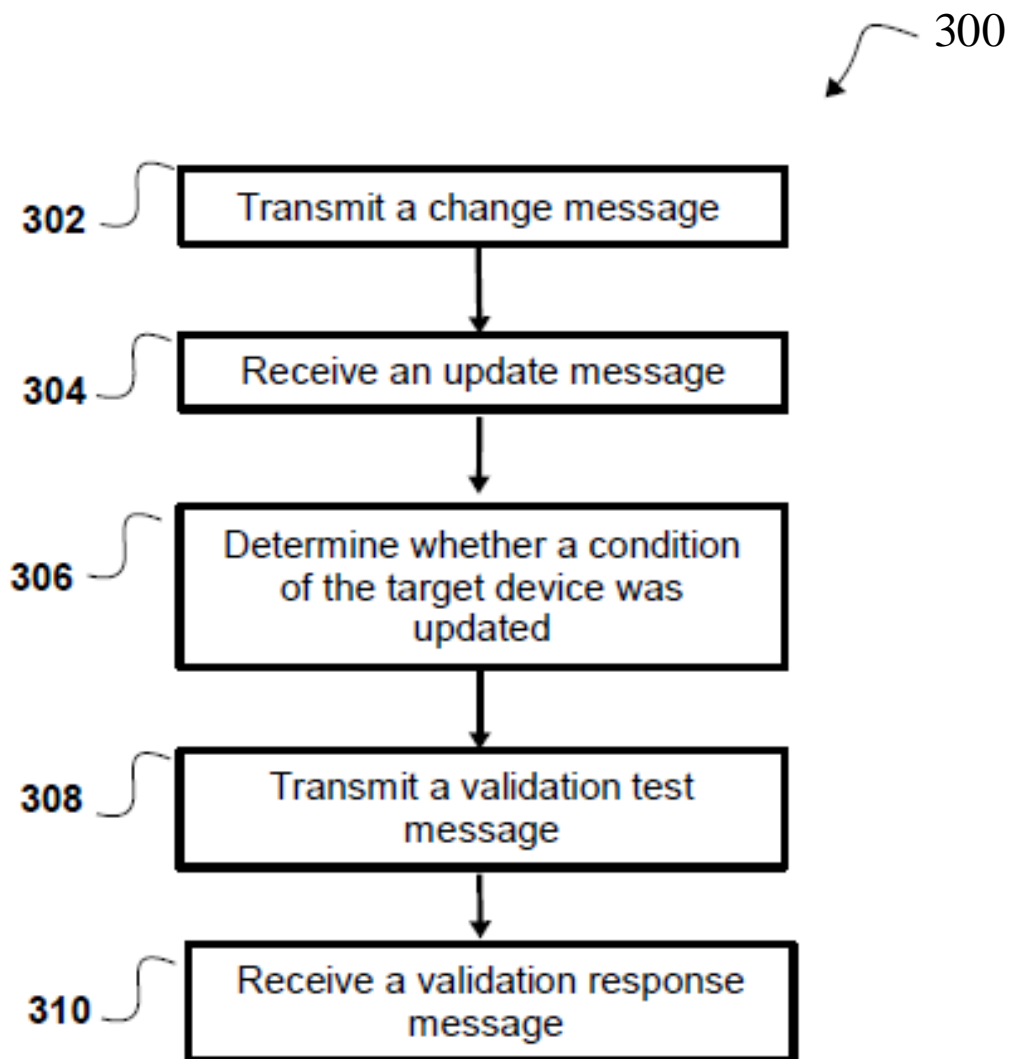 300
302
Transmit a change message
304
Receive an update message
306
Determine whether a condition
of the target device was
updated
308
Transmit a validation test
message
310
Receive a validation response
message